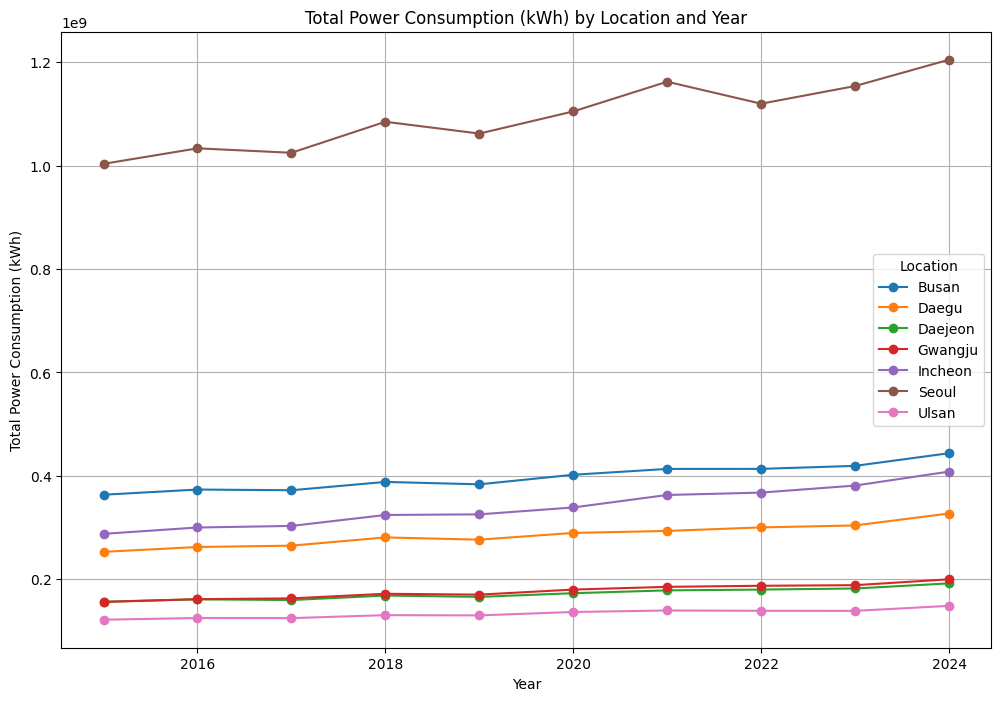 Total Power Consumption (kWh) by Location and Year
1e9
1.2
1.0
0.8
0.6
0.4
0.2
Total Power Consumption (kWh)
Location
Busan
Daegu
Daejeon
Gwangju
Incheon
Seoul
Ulsan
2016 2018 2020 2022 2024
Year